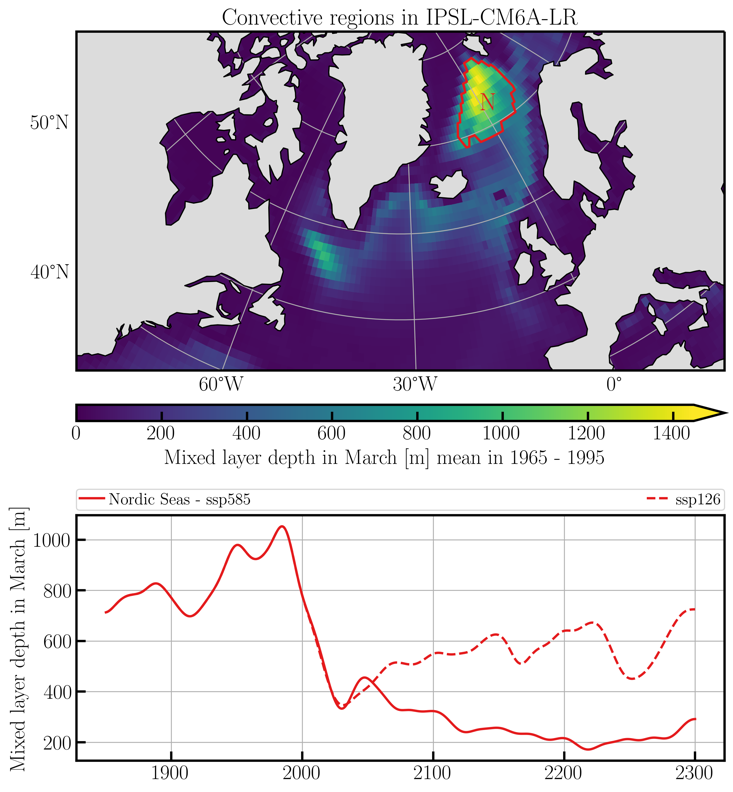 Convective regions in IPSL-CM6A-LR
N
50°N
40°N
60°W 30°W 0°
0 200 400 600 800 1000 1200 1400
Mixed layer depth in March [m] mean in 1965 - 1995
Nordic Seas - ssp585 ssp126
Mixed layer depth in March [m]
1000
800
600
400
200
1900 2000 2100 2200 2300